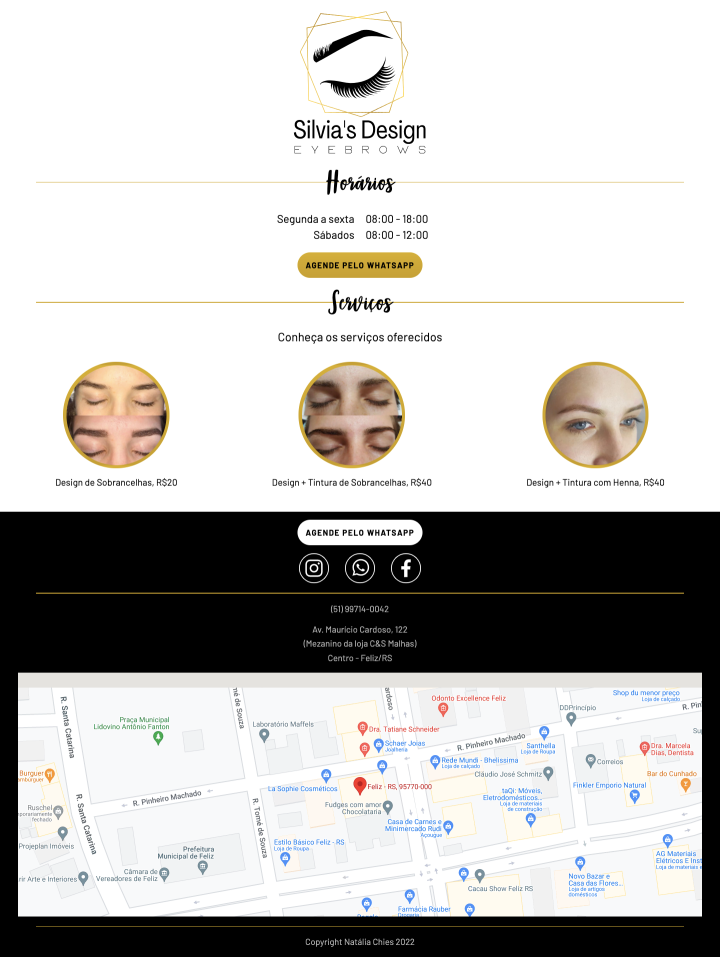 Silvia's Design
EYEBROWS
Horários
Segunda a sexta 08:00 - 18:00
Sábados 08:00 - 12:00
AGENDE PELO WHATSAPP
Serviços
Conheça os serviços oferecidos
Design de Sobrancelhas, R$20
Design + Tintura de Sobrancelhas, R$40
Design + Tintura com Henna, R$40
AGENDE PELO WHATSAPP
(51) 99714-0042
Av. Maurício Cardoso, 122
(Mezanino da loja C&S Malhas)
Centro - Feliz/RS
Shop du menor preço
Loja de calçado
Odonto Excellence Feliz
DDPrincípio
R. Santa Catarina
Praça Municipal
Lidovino Antônio Fanton
Laboratório Maffels
Dra. Tatiane Schneider
Schaer Joias
Joalheria
R. Pinheiro Machado
Santhella
Loja de Roupa
Dra. Marcela
Dias, Dentista
Rede Mundi - Bhelissima
Loja de calçado
Correios
Cláudio José Schmitz
Burguer
Bar do Cunhado
La Sophie Cosméticos
Feliz - RS, 95770-000
Finkler Emporio Natural
taQi: Móveis,
Eletrodomésticos...
Loja de materiais
de construção
R. Pinheiro Machado
Fudges com amor
Chocolataria
R. Santa Catarina
R. Tomé de Souza
Ruschel
fechado
Casa de Carnes e
Minimercado Rudi
Açougue
Projeplan Imóveis
Estilo Básico Feliz - RS
Loja de Roupa
Prefeitura
Municipal de Feliz
AG Materiais
Elétricos E Inst
Loja de materiais
Câmara de
Vereadores de Feliz
Arte e Interiores
Novo Bazar e
Casa das Flores...
Loja de artigos
domésticos
Cacau Show Feliz RS
Farmácia Rauber
Copyright Natália Chies 2022